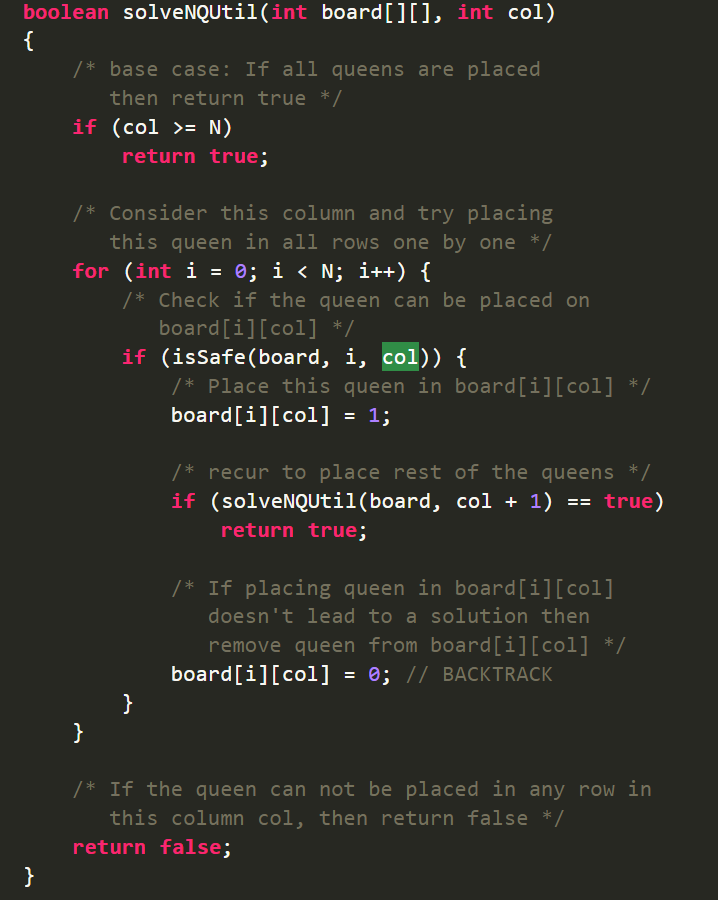 boolean solveNQUtil(int board[][], int col)
{
/* base case: If all queens are placed
then return true */
if (col >= N)
return true;
/* Consider this column and try placing
this queen in all rows one by one */
for (int i = 0; i < N; i++) {
/* Check if the queen can be placed on
board[i][col] */
if (isSafe(board, i, col)) {
/* Place this queen in board[i][col] */
board[i][col] = 1;
/* recur to place rest of the queens */
if (solveNQUtil(board, col + 1) == true)
return true;
/* If placing queen in board[i][col]
doesn't lead to a solution then
remove queen from board[i][col] */
board[i][col] = 0; // BACKTRACK
}
}
/* If the queen can not be placed in any row in
this column col, then return false */
return false;
}